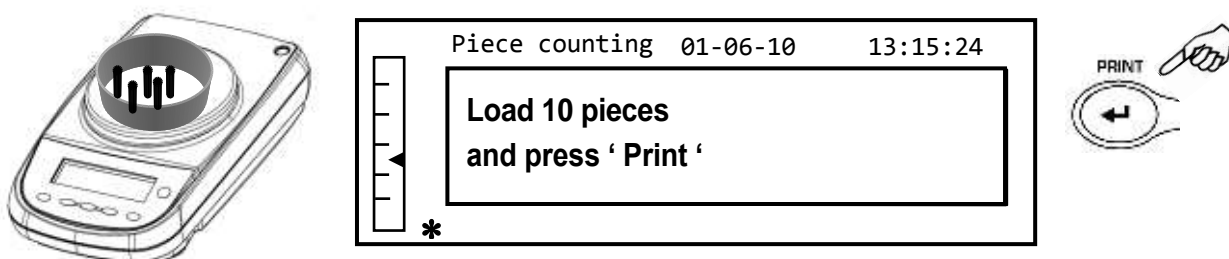 Piece counting 01-06-10 13:15:24
Load 10 pieces
and press ‘ Print ‘
*
PRINT